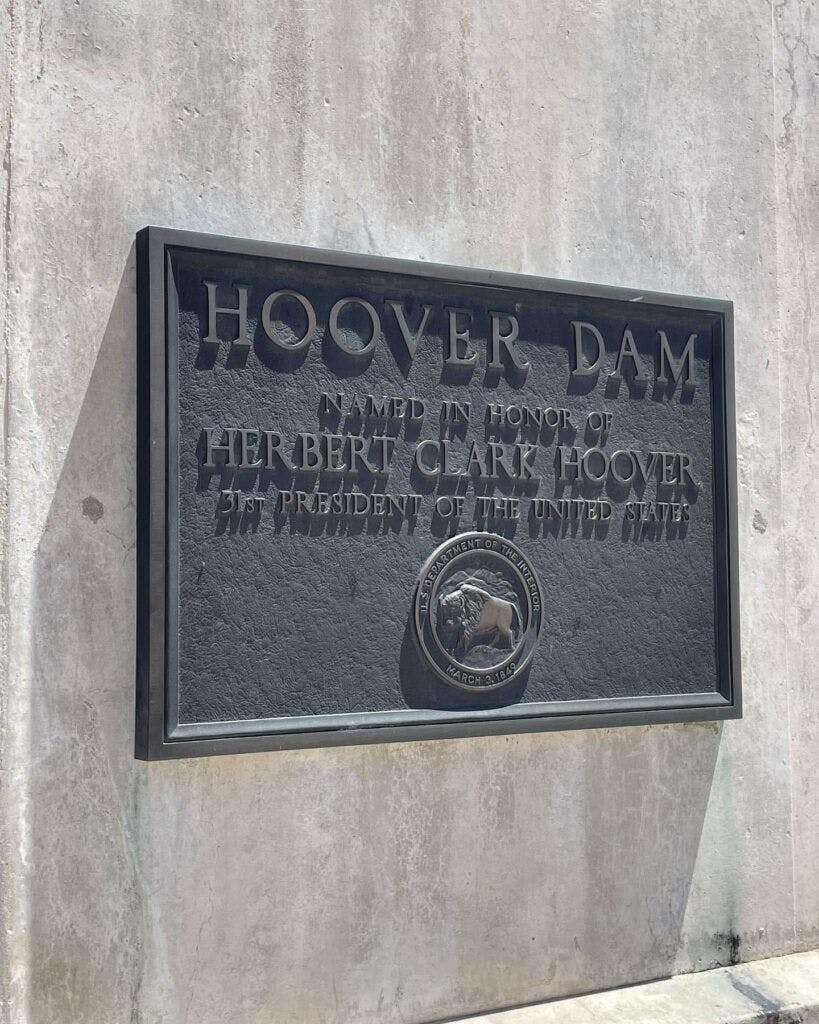 HOOVER DAM
NAMED IN HONOR OF
HERBERT CLARK HOOVER
31ST PRESIDENT OF THE UNITED STATES
U.S. DEPARTMENT OF THE INTERIOR
MARCH 3, 1849